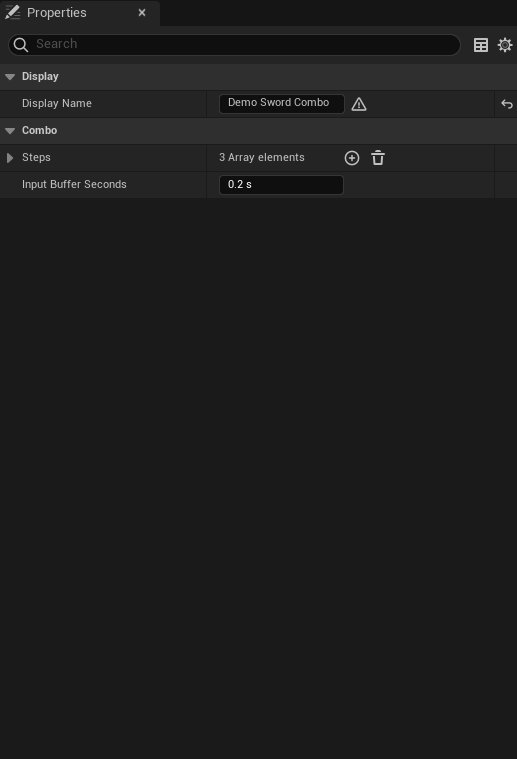 Properties
Search
Display
Display Name Demo Sword Combo
Combo
Steps 3 Array elements
Input Buffer Seconds 0.2 s